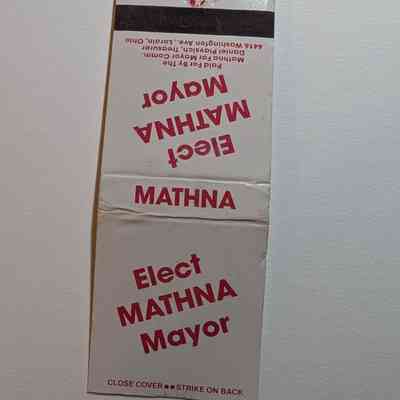 Paid For By The
Mathna For Mayor Comm.
Daniel Plavsich, Treasurer
4416 Washington Ave., Lorain, Ohio
Elect
MATHNA
Mayor
MATHNA
Elect
MATHNA
Mayor
CLOSE COVER ■■ STRIKE ON BACK